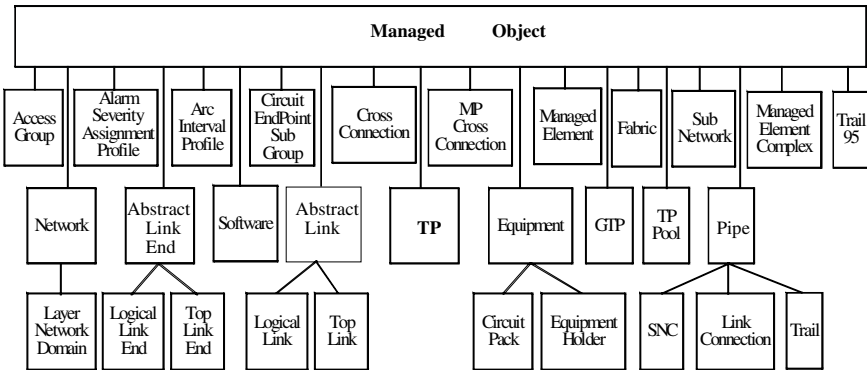 Managed Object
Access
Group
Alarm
Severity
Assignment
Profile
Arc
Interval
Profile
Circuit
EndPoint
Sub
Group
Cross
Connection
MP
Cross
Connection
Managed
Element
Fabric
Sub
Network
Managed
Element
Complex
Trail
95
Network
Abstract
Link
End
Software
Abstract
Link
TP
Equipment
GTP
TP
Pool
Pipe
Layer
Network
Domain
Logical
Link
End
Top
Link
End
Logical
Link
Top
Link
Circuit
Pack
Equipment
Holder
SNC
Link
Connection
Trail